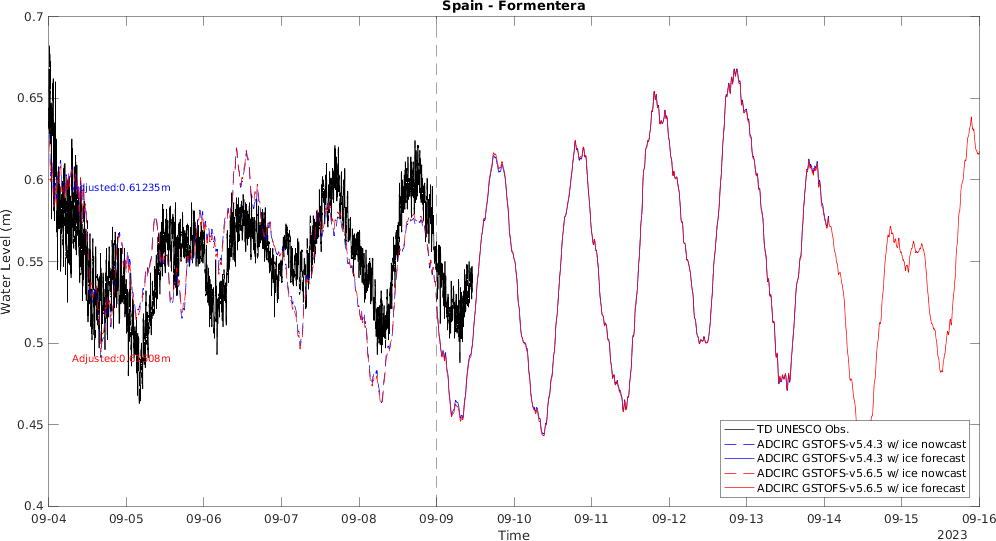 Spain - Formentera
0.7
0.65
0.6
0.55
0.5
0.45
0.4
Water Level (m)
Adjusted:0.61235m
TD UNESCO Obs.
ADCIRC GSTOFS-v5.4.3 w/ ice nowcast
ADCIRC GSTOFS-v5.4.3 w/ ice forecast
ADCIRC GSTOFS-v5.6.5 w/ ice nowcast
ADCIRC GSTOFS-v5.6.5 w/ ice forecast
09-04 09-05 09-06 09-07 09-08 09-09 09-10 09-11 09-12 09-13 09-14 09-15 09-16
Time
2023